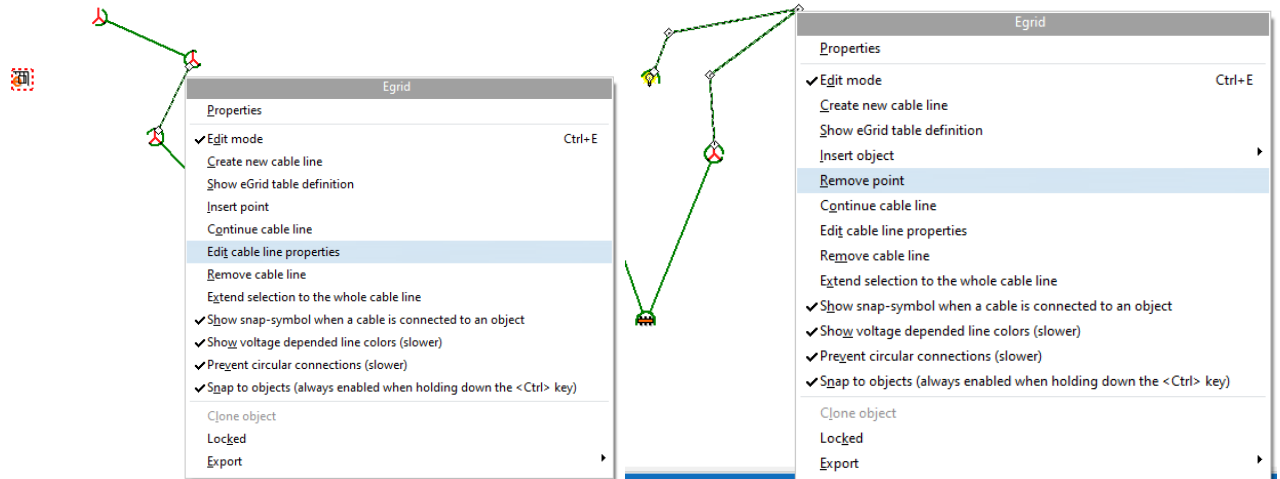 Egrid
Properties
Edit mode Ctrl+E
Create new cable line
Show eGrid table definition
Insert point
Continue cable line
Edit cable line properties
Remove cable line
Extend selection to the whole cable line
Show snap-symbol when a cable is connected to an object
Show voltage depended line colors (slower)
Prevent circular connections (slower)
Snap to objects (always enabled when holding down the <Ctrl> key)
Clone object
Locked
Export
Egrid
Properties
Edit mode Ctrl+E
Create new cable line
Show eGrid table definition
Insert object
Remove point
Continue cable line
Edit cable line properties
Remove cable line
Extend selection to the whole cable line
Show snap-symbol when a cable is connected to an object
Show voltage depended line colors (slower)
Prevent circular connections (slower)
Snap to objects (always enabled when holding down the <Ctrl> key)
Clone object
Locked
Export